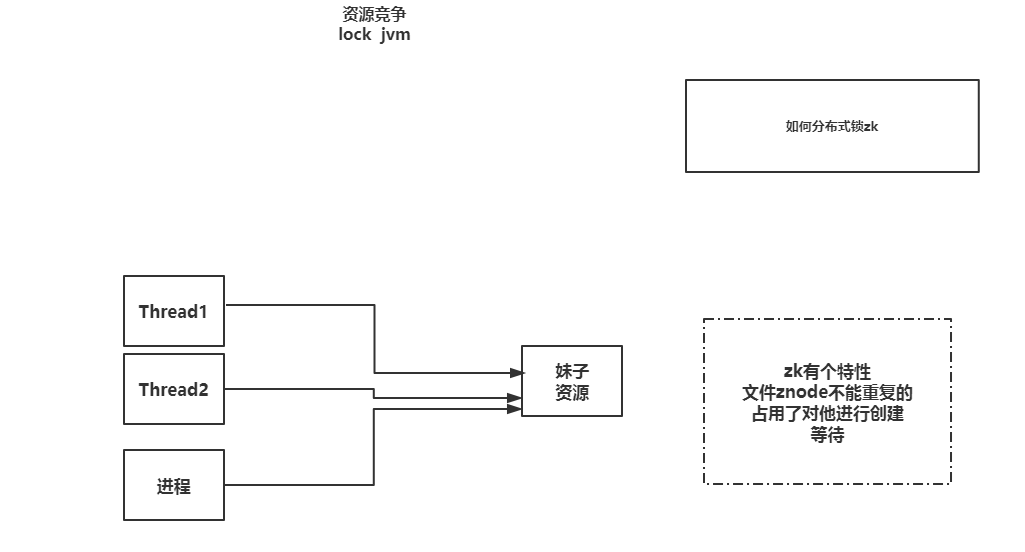 资源竞争
lock jvm
如何分布式锁zk
Thread1
Thread2
进程
妹子
资源
zk有个特性
文件znode不能重复的
占用了对他进行创建
等待